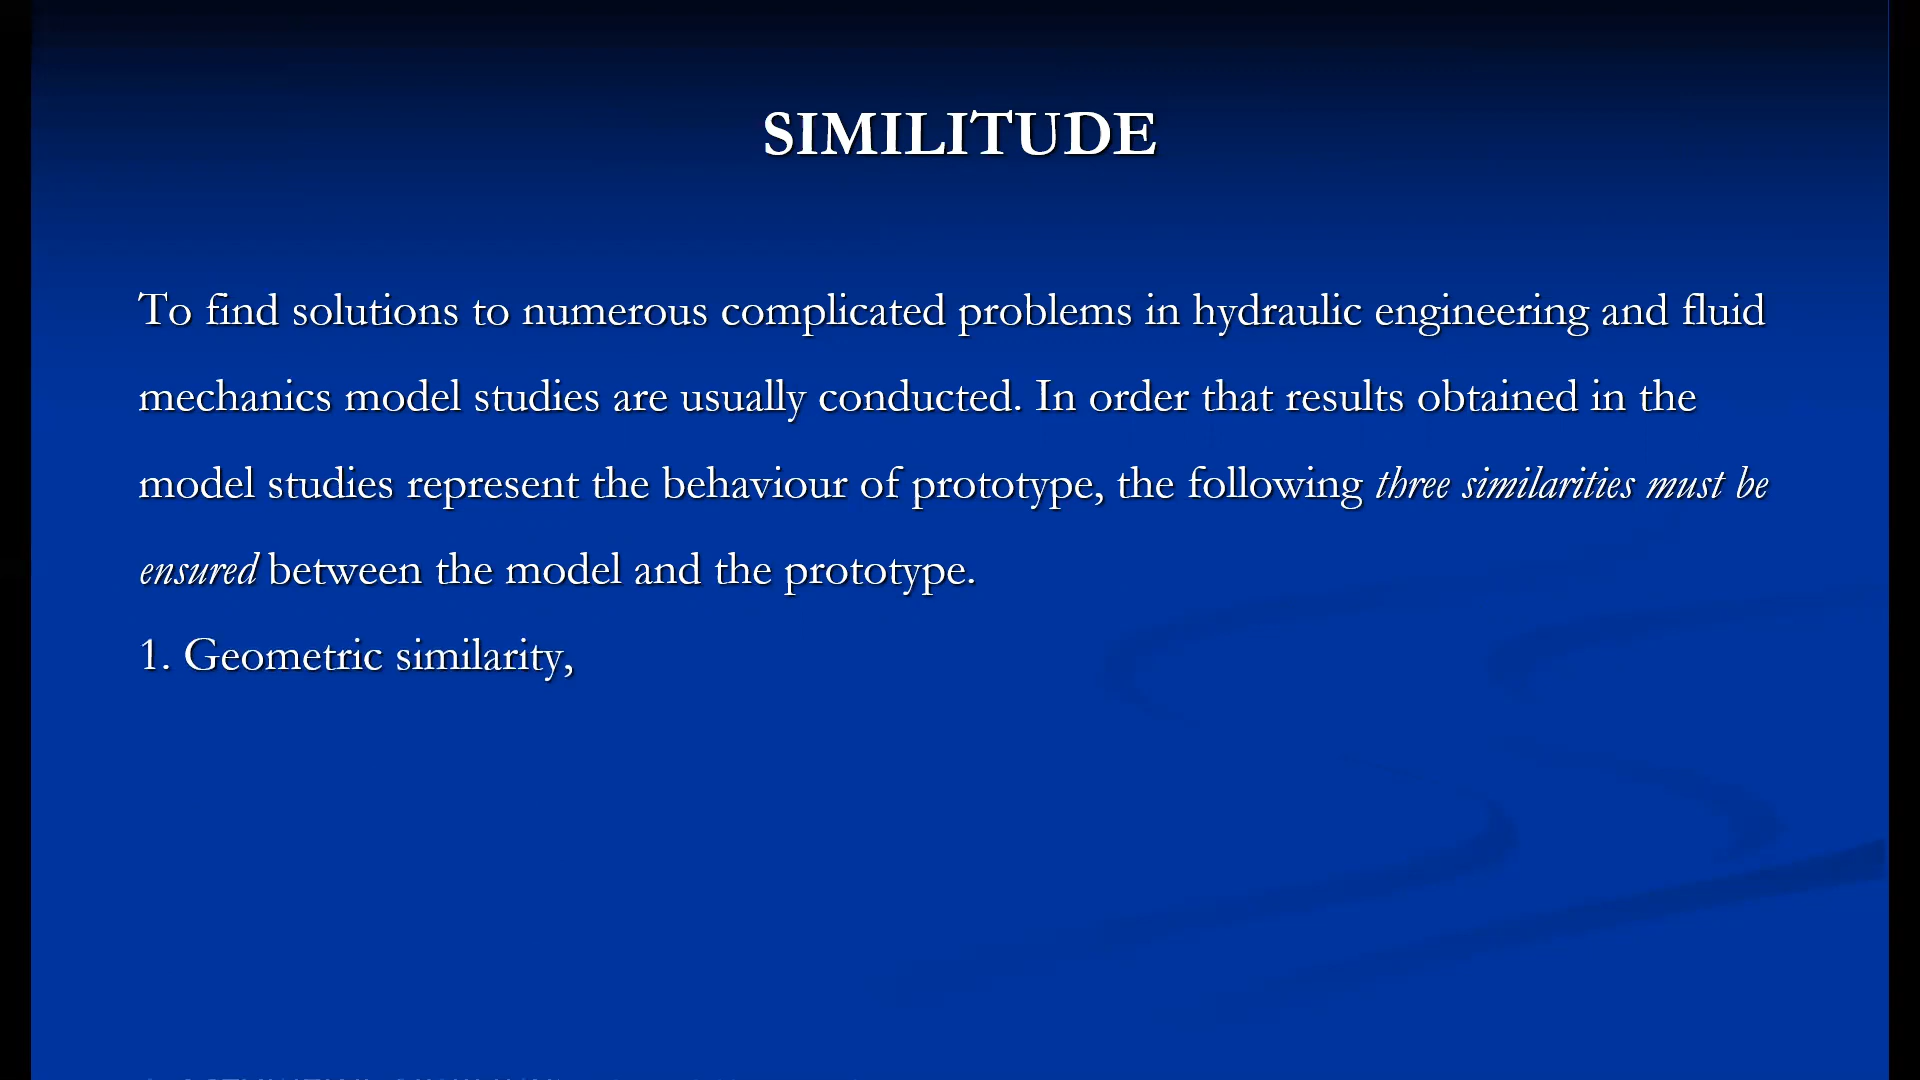 SIMILITUDE
To find solutions to numerous complicated problems in hydraulic engineering and fluid
mechanics model studies are usually conducted. In order that results obtained in the
model studies represent the behaviour of prototype, the following three similarities must be
ensured between the model and the prototype.
1. Geometric similarity,